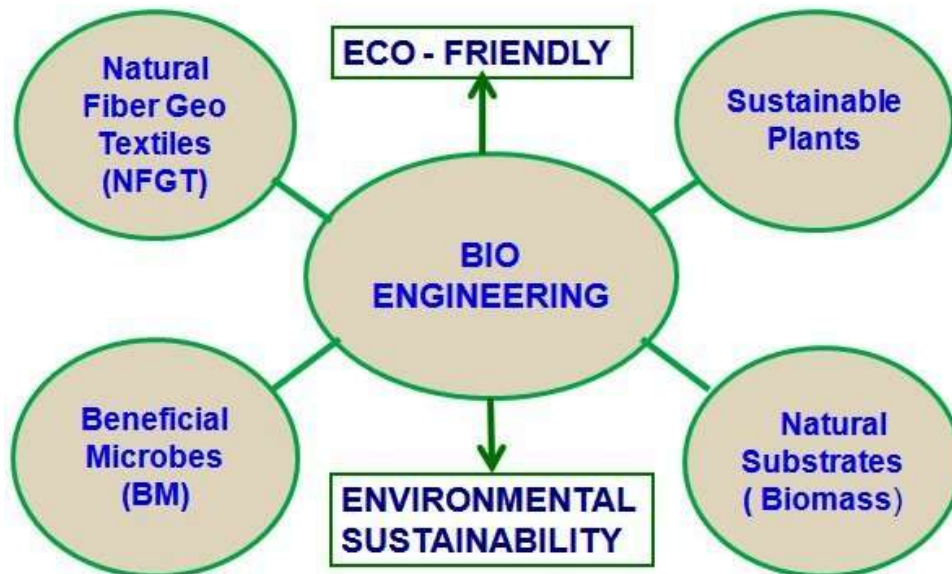 Natural
Fiber Geo
Textiles
(NFGT)
ECO - FRIENDLY
Sustainable
Plants
BIO
ENGINEERING
Beneficial
Microbes
(BM)
ENVIRONMENTAL
SUSTAINABILITY
Natural
Substrates
( Biomass)